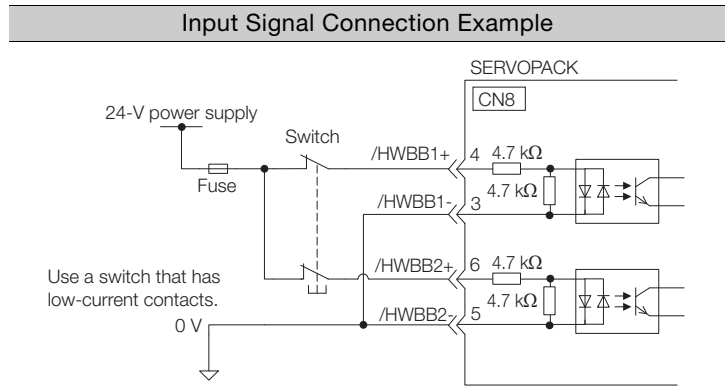 Input Signal Connection Example
SERVOPACK
CN8
24-V power supply
Switch
Fuse
/HWBB1+ 4 4.7 kΩ
4.7 kΩ
/HWBB1- 3
/HWBB2+ 6 4.7 kΩ
4.7 kΩ
/HWBB2- 5
Use a switch that has
low-current contacts.
0 V